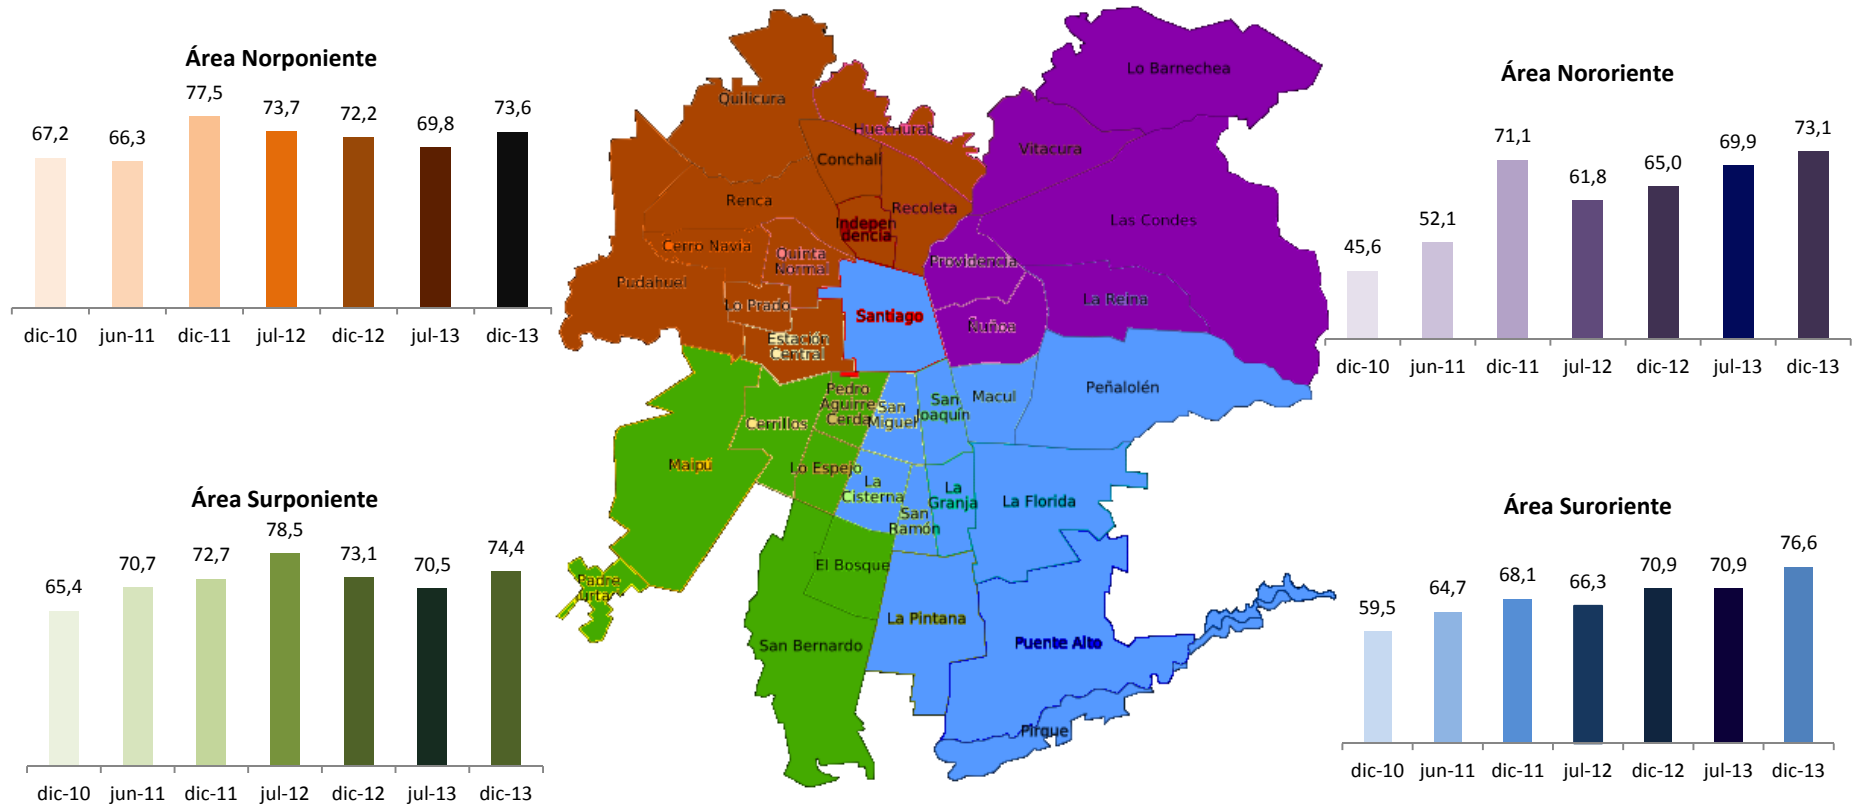 Área Norponiente
67,2
66,3
77,5
73,7
72,2
69,8
73,6
dic-10 jun-11 dic-11 jul-12 dic-12 jul-13 dic-13
Área Nororiente
45,6
52,1
71,1
61,8
65,0
69,9
73,1
dic-10 jun-11 dic-11 jul-12 dic-12 jul-13 dic-13
Lo Barnechea
Quilicura
Huechuraba
Vitacura
Conchalí
Renca
Recoleta
Las Condes
Indepen
dencia
Cerro Navia
Quinta
Normal
Providencia
Pudahuel
Lo Prado
La Reina
Santiago
Ñuñoa
Estación
Central
Pedro
Aguirre
Cerda
San
Miguel
San
Joaquín
Macul
Peñalolén
Cerrillos
Maipú
Lo Espejo
La
Cisterna
La
Granja
La Florida
San
Ramón
El Bosque
Padre
Hurtado
La Pintana
San Bernardo
Puente Alto
Pirque
Área Surponiente
65,4
70,7
72,7
78,5
73,1
70,5
74,4
dic-10 jun-11 dic-11 jul-12 dic-12 jul-13 dic-13
Área Suroriente
59,5
64,7
68,1
66,3
70,9
70,9
76,6
dic-10 jun-11 dic-11 jul-12 dic-12 jul-13 dic-13